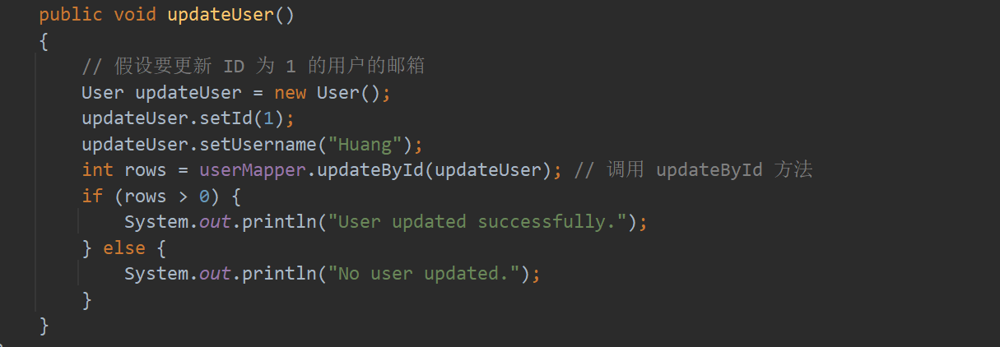 public void updateUser()
{
// 假设要更新 ID 为 1 的用户的邮箱
User updateUser = new User();
updateUser.setId(1);
updateUser.setUsername("Huang");
int rows = userMapper.updateById(updateUser); // 调用 updateById 方法
if (rows > 0) {
System.out.println("User updated successfully.");
} else {
System.out.println("No user updated.");
}
}